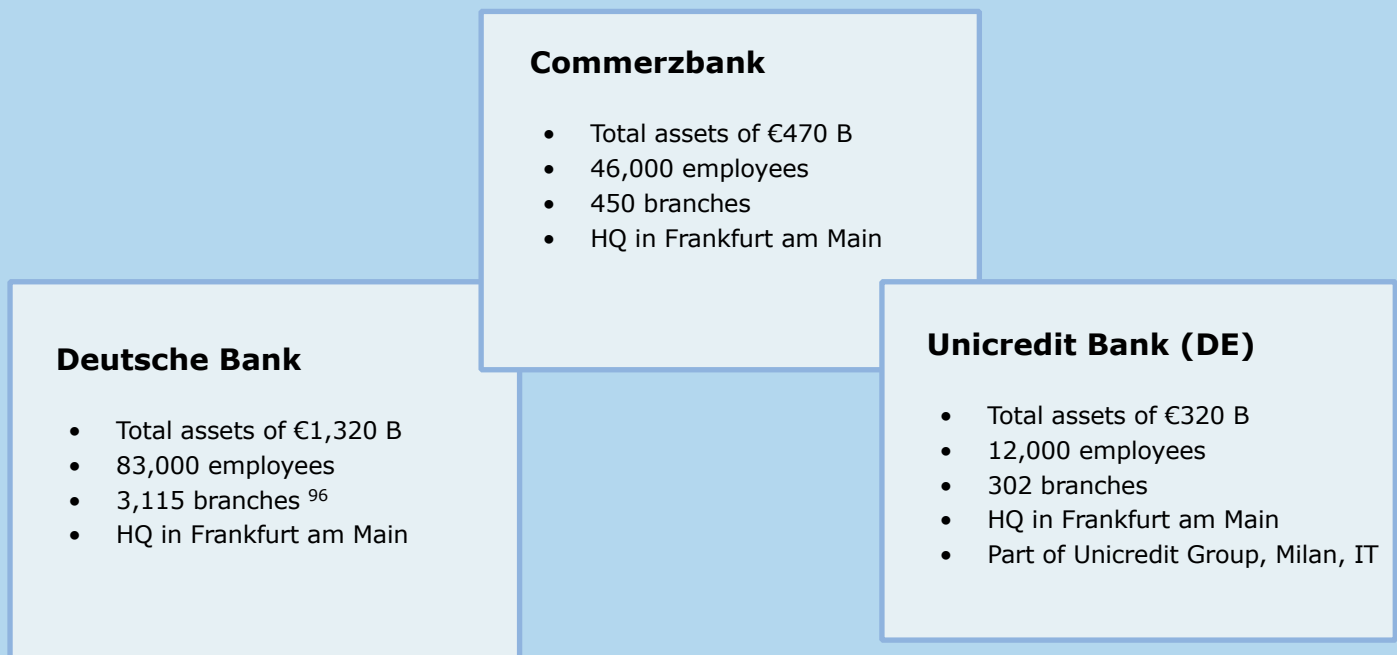 Commerzbank
• Total assets of €470 B
• 46,000 employees
• 450 branches
• HQ in Frankfurt am Main
Deutsche Bank
• Total assets of €1,320 B
• 83,000 employees
• 3,115 branches 96
• HQ in Frankfurt am Main
Unicredit Bank (DE)
• Total assets of €320 B
• 12,000 employees
• 302 branches
• HQ in Frankfurt am Main
• Part of Unicredit Group, Milan, IT